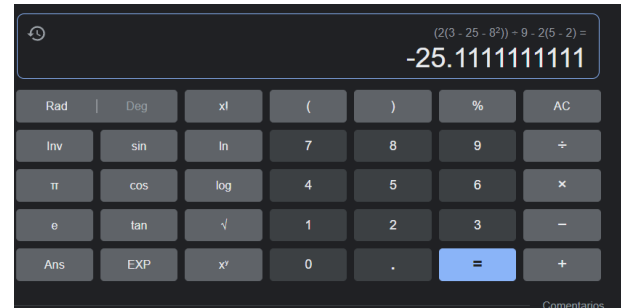 (2(3 - 25 - 8²)) ÷ 9 - 2(5 - 2) =
-25.1111111111
Rad | Deg x! ( ) % AC
Inv sin ln 7 8 9 ÷
π cos log 4 5 6 ×
e tan √ 1 2 3 −
Ans EXP xʸ 0 . = +
Comentarios